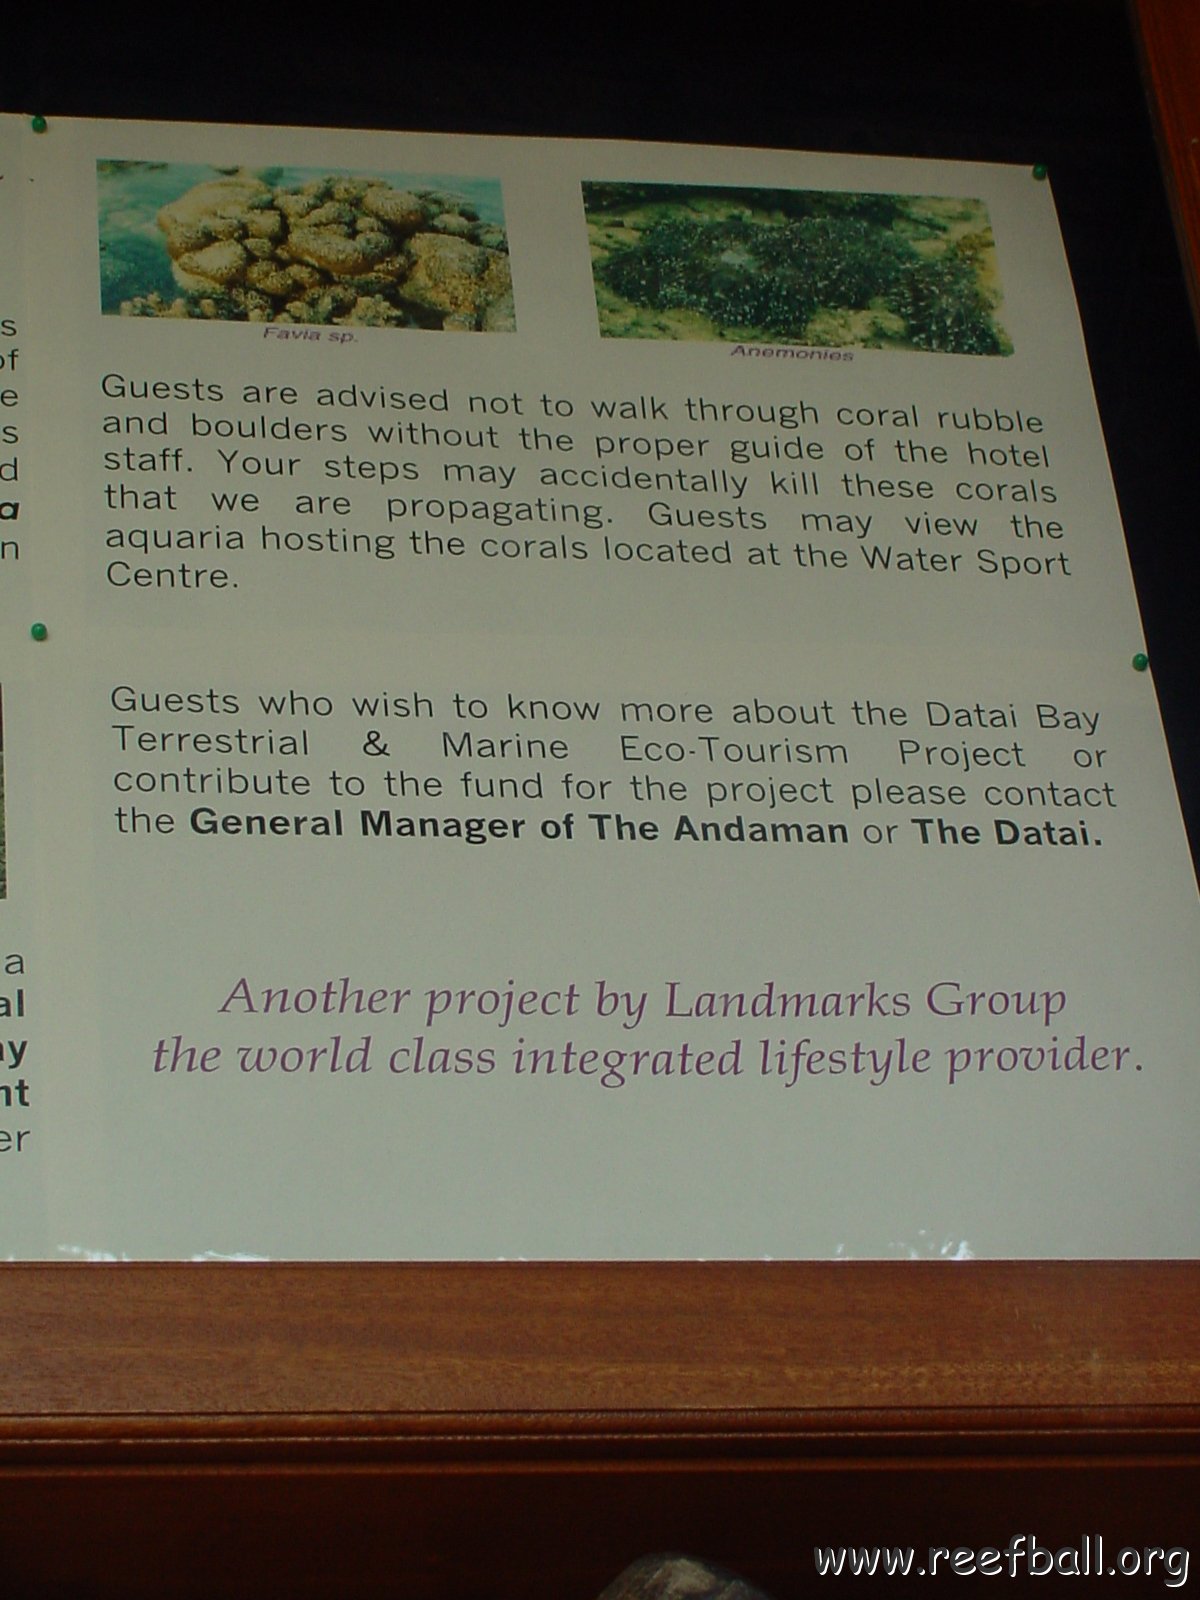 Favia sp.
Anemonies
Guests are advised not to walk through coral rubble
and boulders without the proper guide of the hotel
staff. Your steps may accidentally kill these corals
that we are propagating. Guests may view the
aquaria hosting the corals located at the Water Sport
Centre.
Guests who wish to know more about the Datai Bay
Terrestrial & Marine Eco-Tourism Project or
contribute to the fund for the project please contact
the General Manager of The Andaman or The Datai.
Another project by Landmarks Group
the world class integrated lifestyle provider.
www.reefball.org